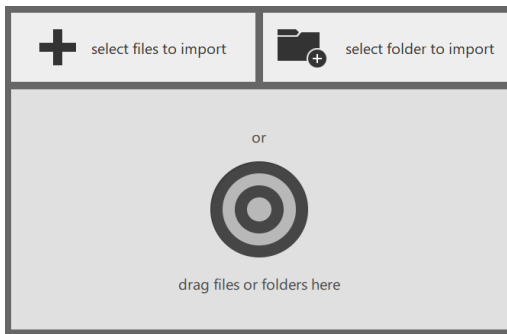 select files to import
select folder to import
or
drag files or folders here